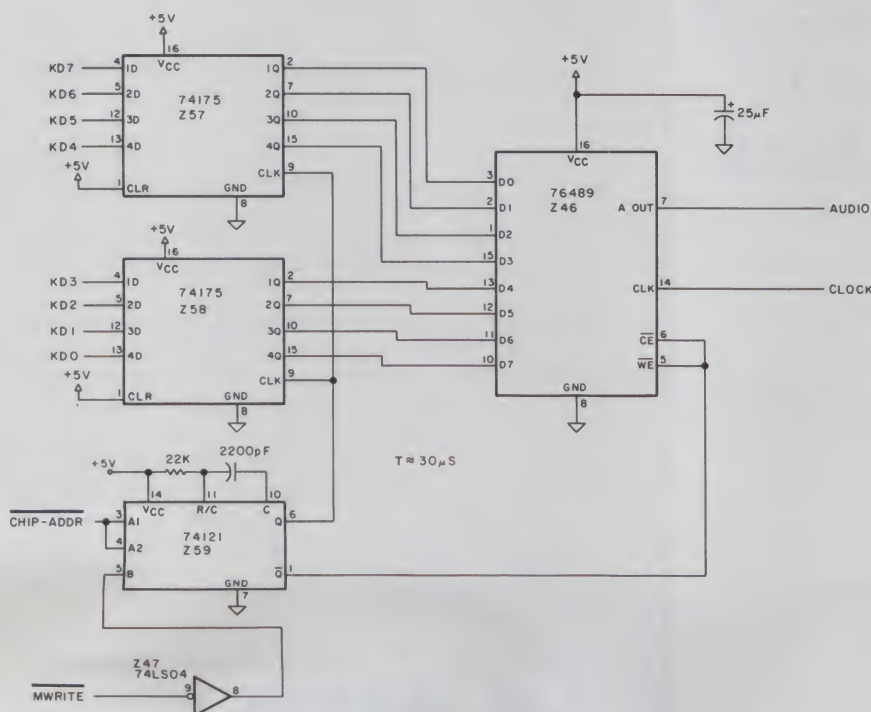 +5V
16
VCC
KD7 4 1D 1Q 2
KD6 5 2D 74175 2Q 7
Z57
KD5 12 3D 3Q 10
KD4 13 4D 4Q 15
+5V CLK 9
1 CLR GND
8
+5V
16
VCC
KD3 4 1D 1Q 2
KD2 5 2D 74175 2Q 7
Z58
KD1 12 3D 3Q 10
KD0 13 4D 4Q 15
+5V CLK 9
1 CLR GND
8
+5V
25µF
+
16
VCC
3 D0 76489
2 D1 Z46 A OUT 7 AUDIO
1 D2
15 D3
13 D4 CLK 14 CLOCK
12 D5
11 D6 CE 6
10 D7 WE 5
GND
8
T≈30µS
+5V 22K 2200pF
14 11 10
VCC R/C C
CHIP-ADDR 3 A1 Q 6
74121
4 A2 Z59
5 B GND Q 1
7
Z47
74LS04
MWRITE 9 8